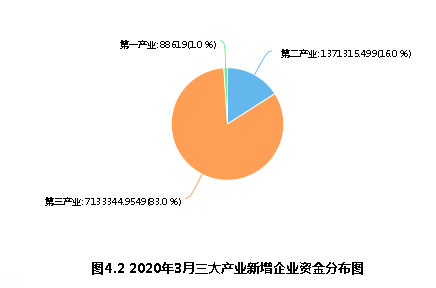 第一产业:88619(1.0 %)
第二产业:1371315.499(16.0 %)
第三产业:7133344.9549(83.0 %)
图4.2 2020年3月三大产业新增企业资金分布图